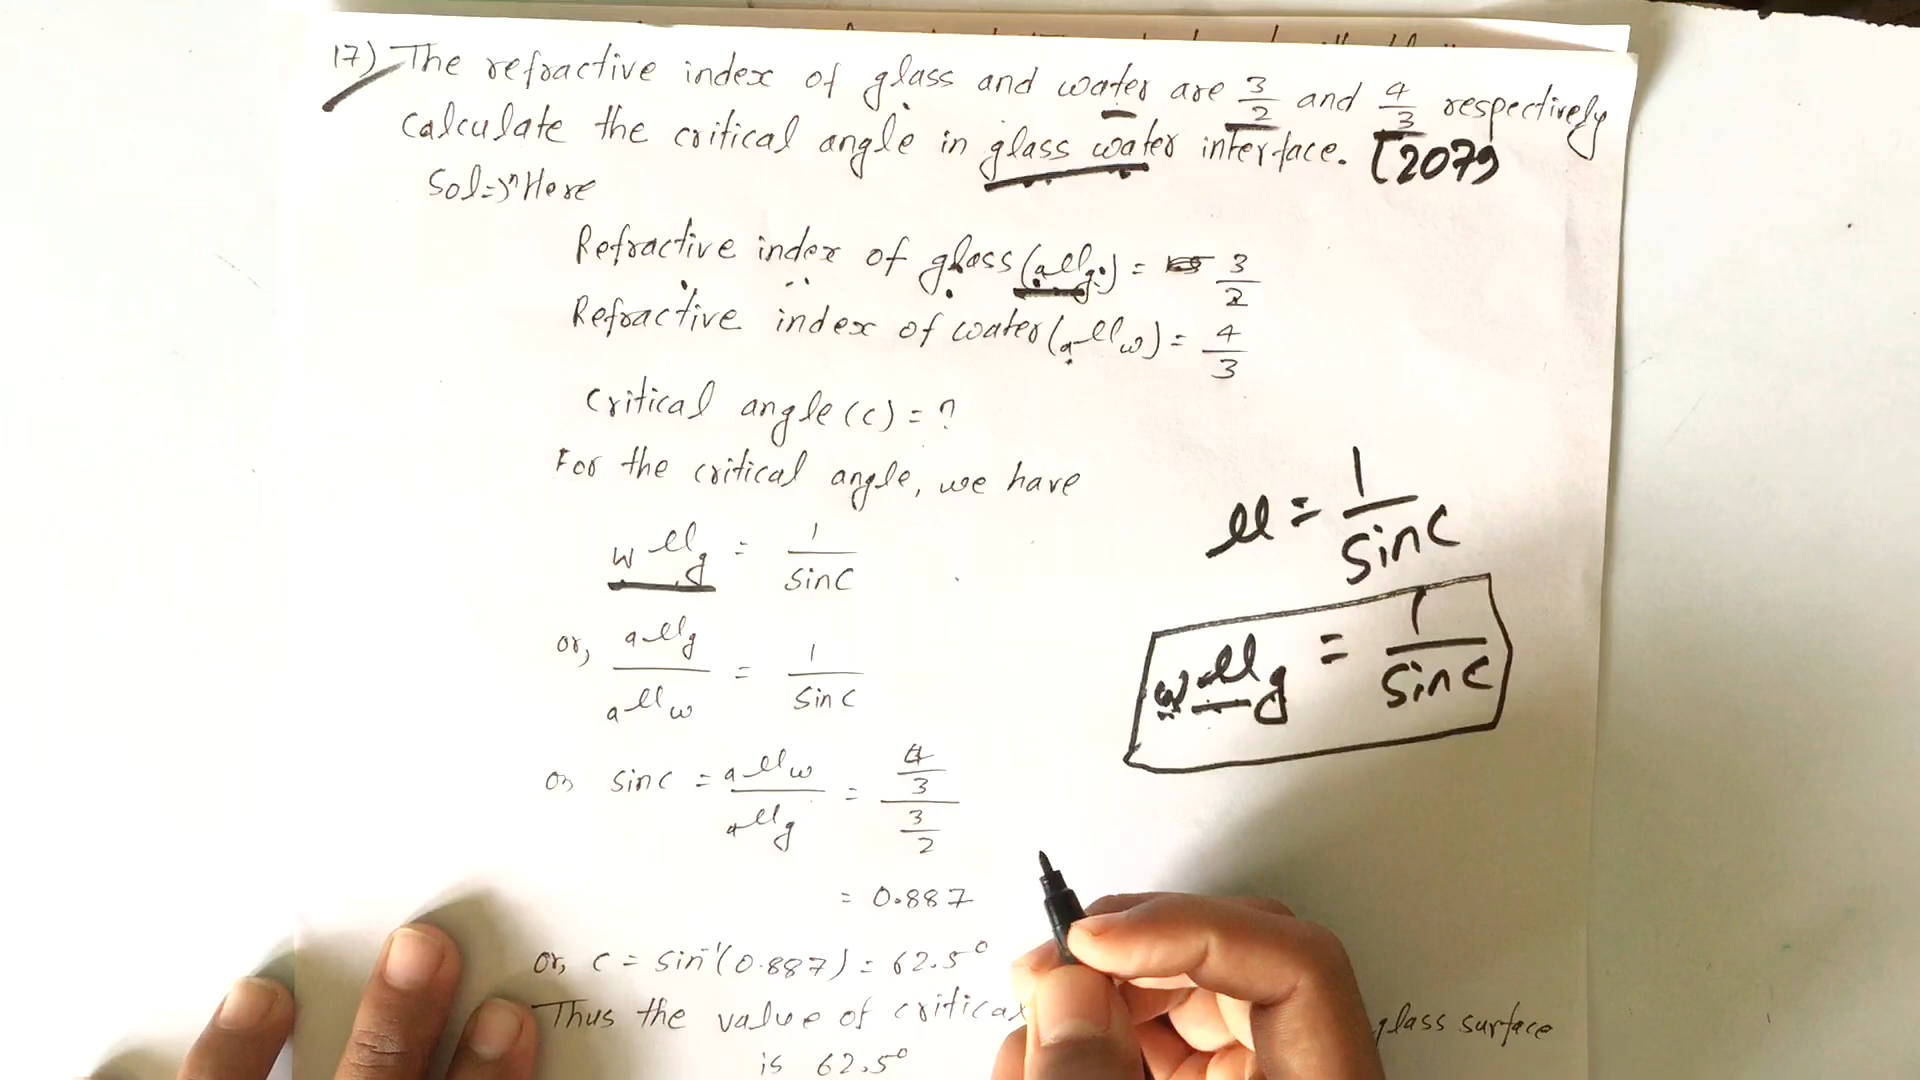 17) The refractive index of glass and water are 3/2 and 4/3 respectively
calculate the critical angle in glass water interface. [2079
Solⁿ Here
Refractive index of glass (aμg) = 3/2
Refractive index of water (aμw) = 4/3
Critical angle (c) = ?
For the critical angle, we have
wμg = 1/sinC
or, aμg/aμw = 1/sinC
or sinc = aμw/aμg = 4/3 / 3/2
= 0.887
or, c = sin⁻¹(0.887) = 62.5°
Thus the value of critical glass surface
is 62.5°
μ = 1/sinc
wμg = 1/sinc